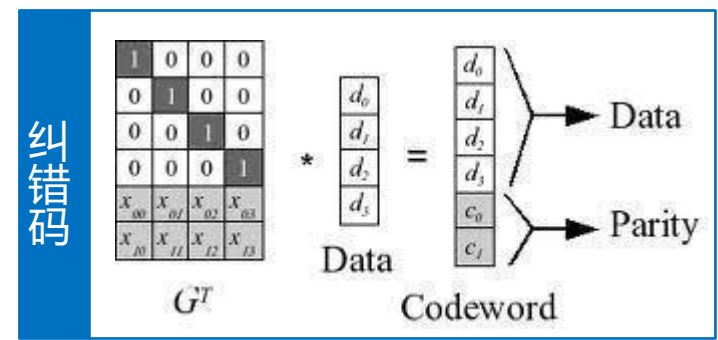 纠错码
1 0 0 0
0 1 0 0
0 0 1 0
0 0 0 1
x00 x01 x02 x03
x10 x11 x12 x13
G^T
*
d0
d1
d2
d3
Data
=
d0
d1
d2
d3
c0
c1
Codeword
Data
Parity